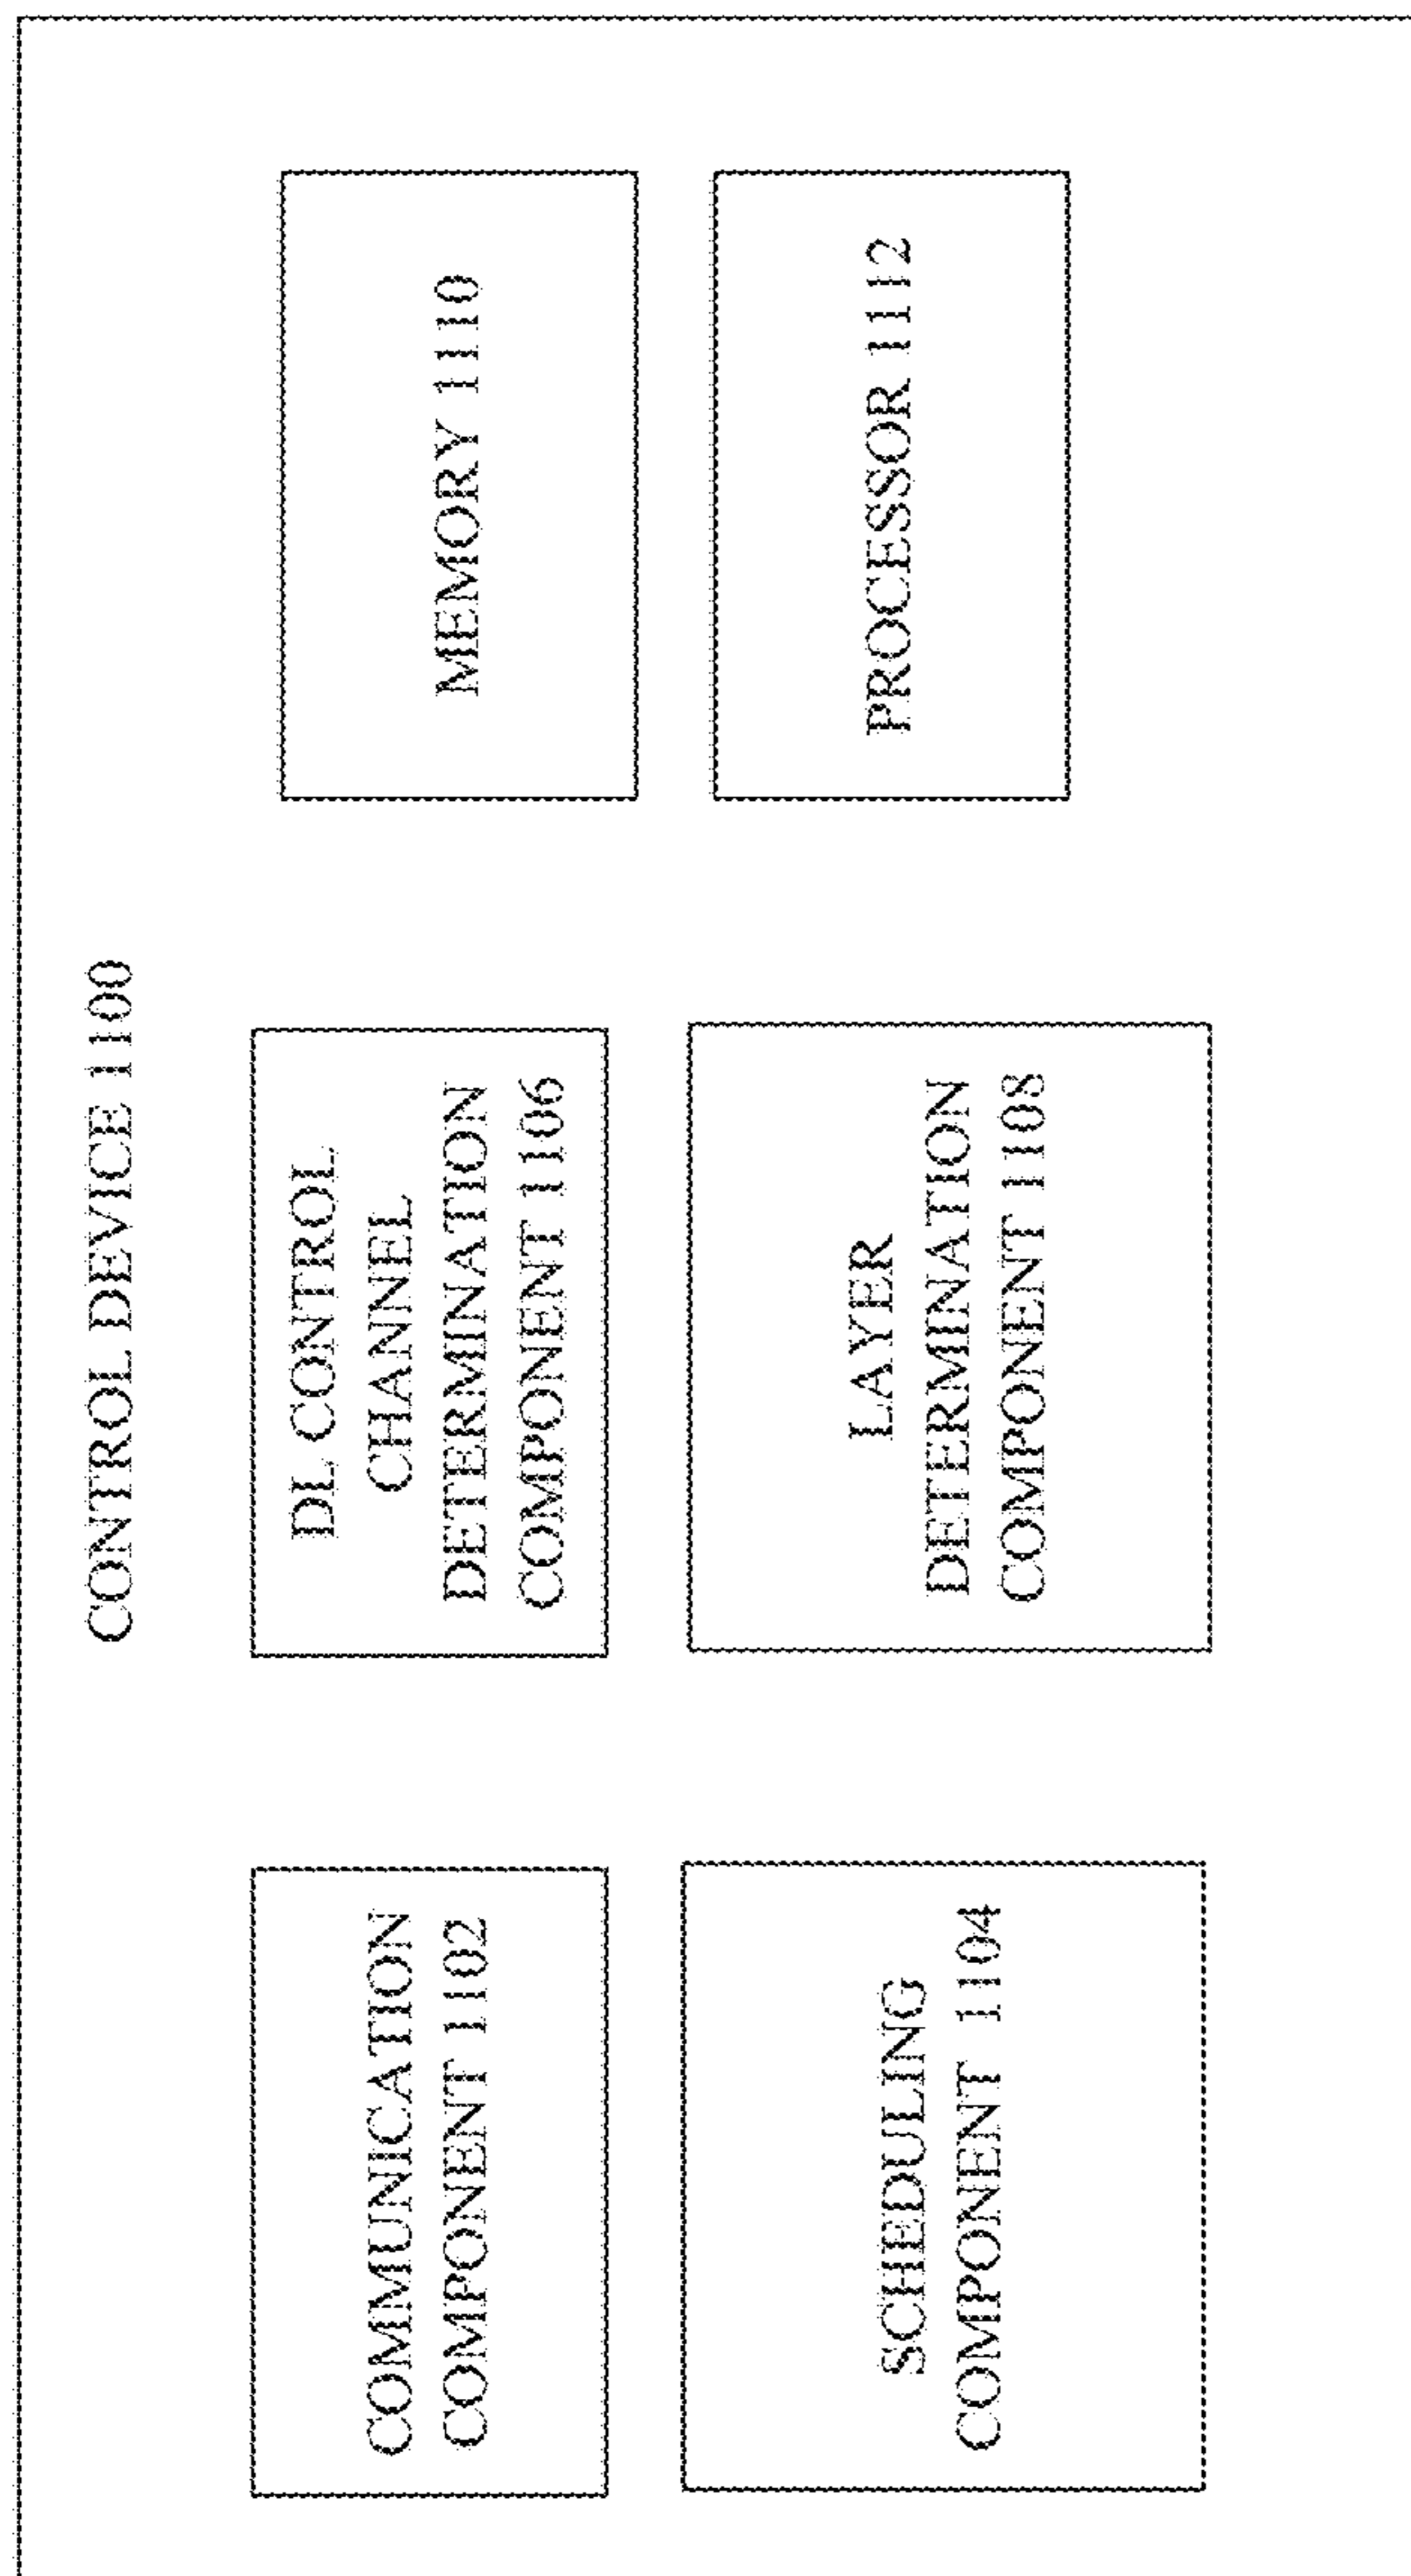 CONTROL DEVICE 1100
COMMUNICATION
COMPONENT 1102
DL CONTROL
CHANNEL
DETERMINATION
COMPONENT 1106
MEMORY 1110
SCHEDULING
COMPONENT 1104
LAYER
DETERMINATION
COMPONENT 1108
PROCESSOR 1112